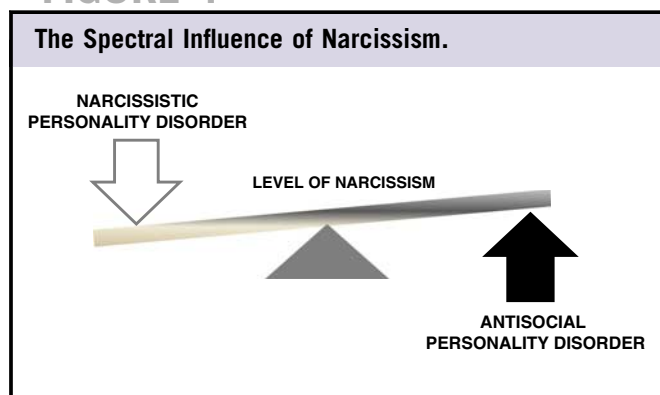 The Spectral Influence of Narcissism.
NARCISSISTIC
PERSONALITY DISORDER
LEVEL OF NARCISSISM
ANTISOCIAL
PERSONALITY DISORDER